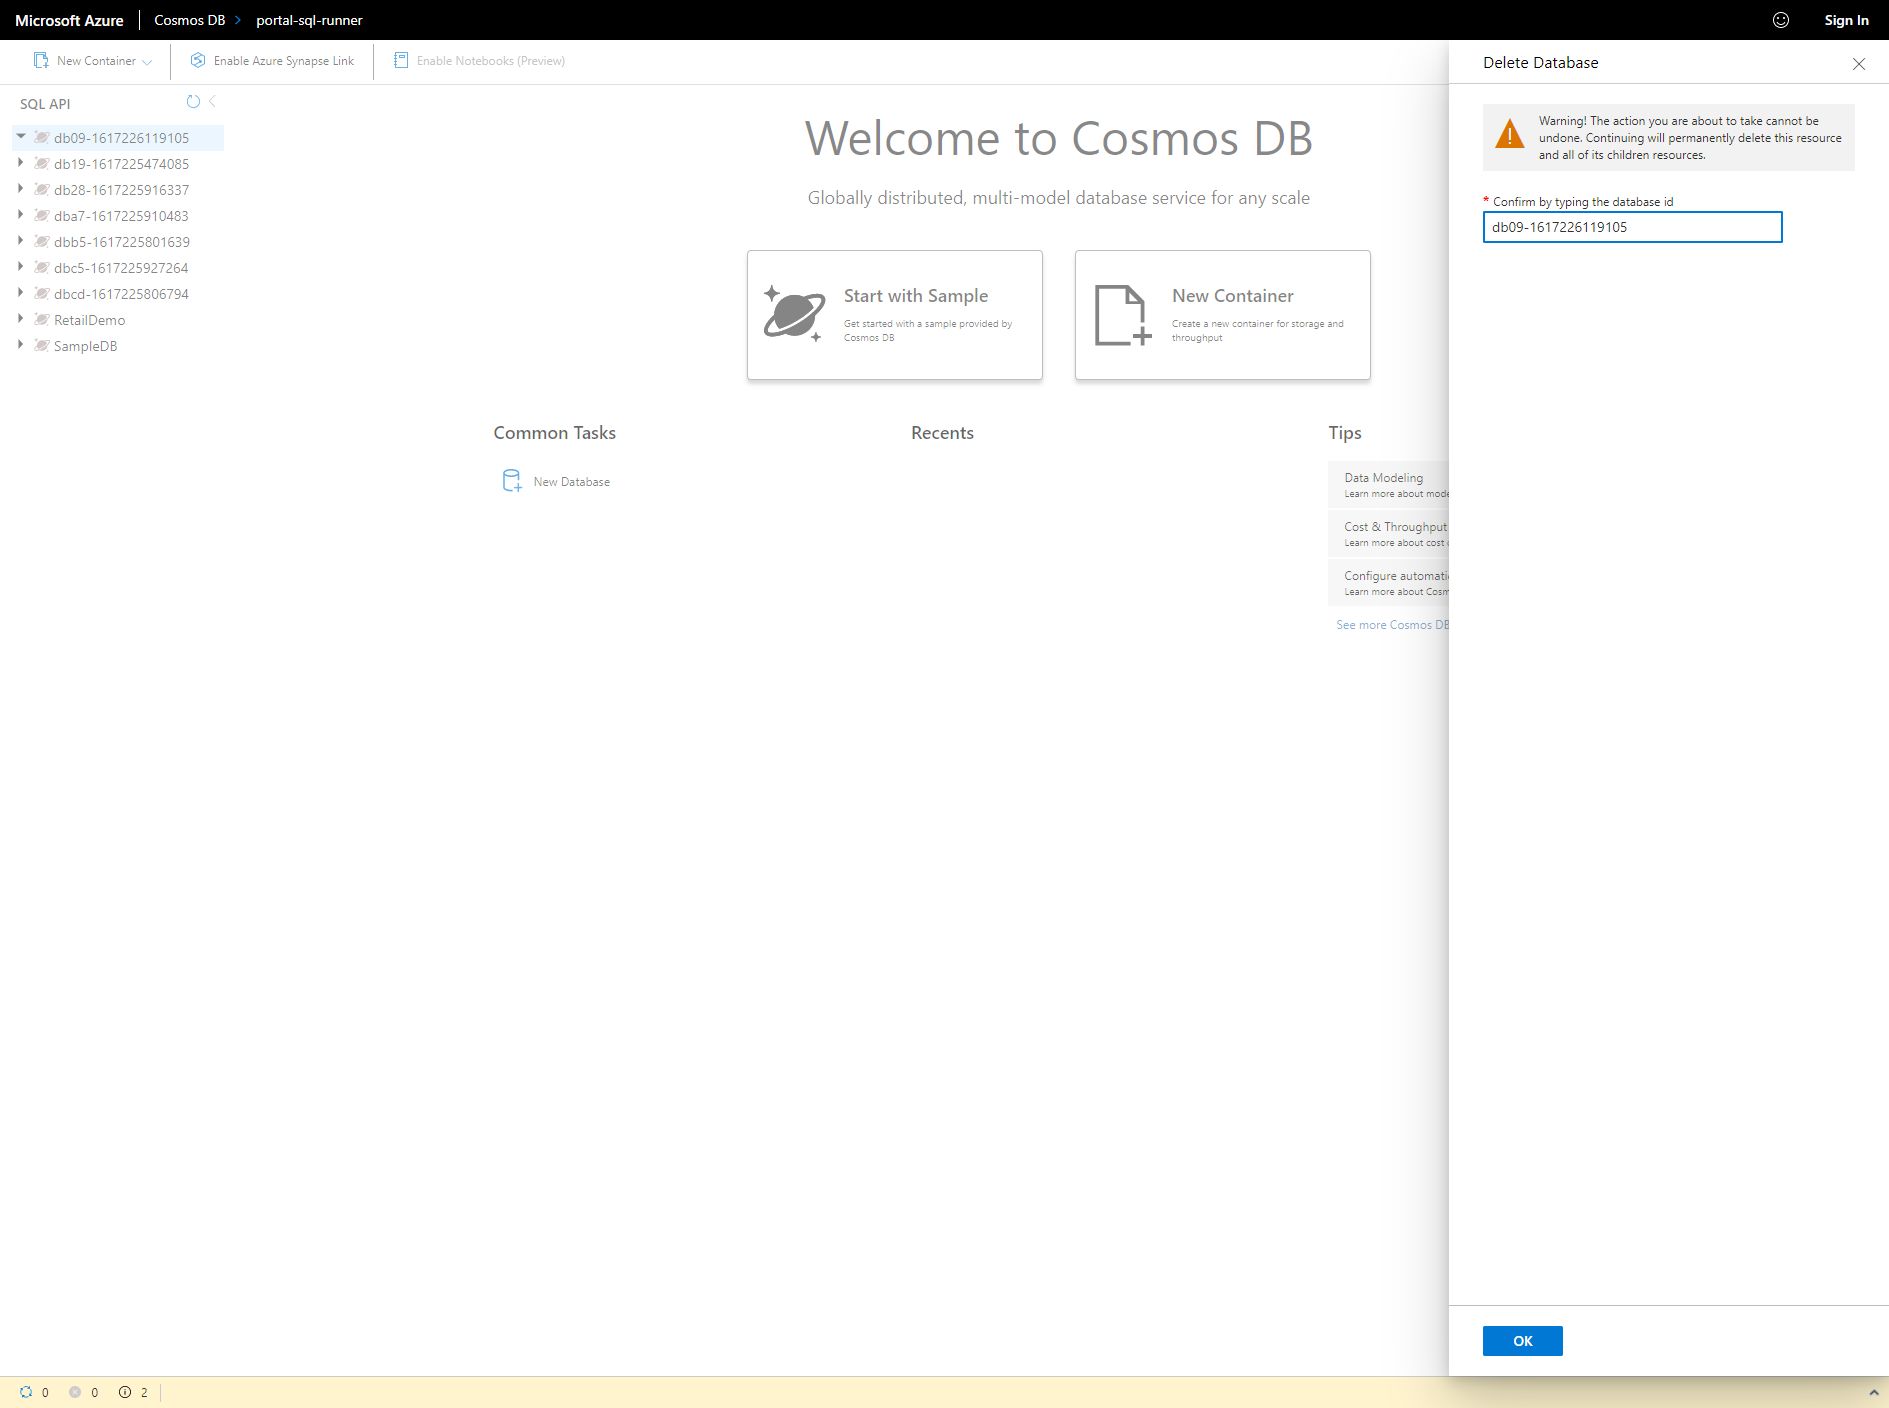 Microsoft Azure
Cosmos DB
portal-sql-runner
Sign In
New Container
Enable Azure Synapse Link
Enable Notebooks (Preview)
SQL API
db09-1617226119105
db19-1617225474085
db28-1617225916337
dba7-1617225910483
dbb5-1617225801639
dbc5-1617225927264
dbcd-1617225806794
RetailDemo
SampleDB
Welcome to Cosmos DB
Globally distributed, multi-model database service for any scale
Start with Sample
Get started with a sample provided by
Cosmos DB
New Container
Create a new container for storage and
throughput
Common Tasks
New Database
Recents
Tips
Data Modeling
Learn more about mode
Cost & Throughput
Learn more about cost
Configure automati
Learn more about Cosm
See more Cosmos DB
Delete Database
Warning! The action you are about to take cannot be
undone. Continuing will permanently delete this resource
and all of its children resources.
* Confirm by typing the database id
db09-1617226119105
OK
0
0
2